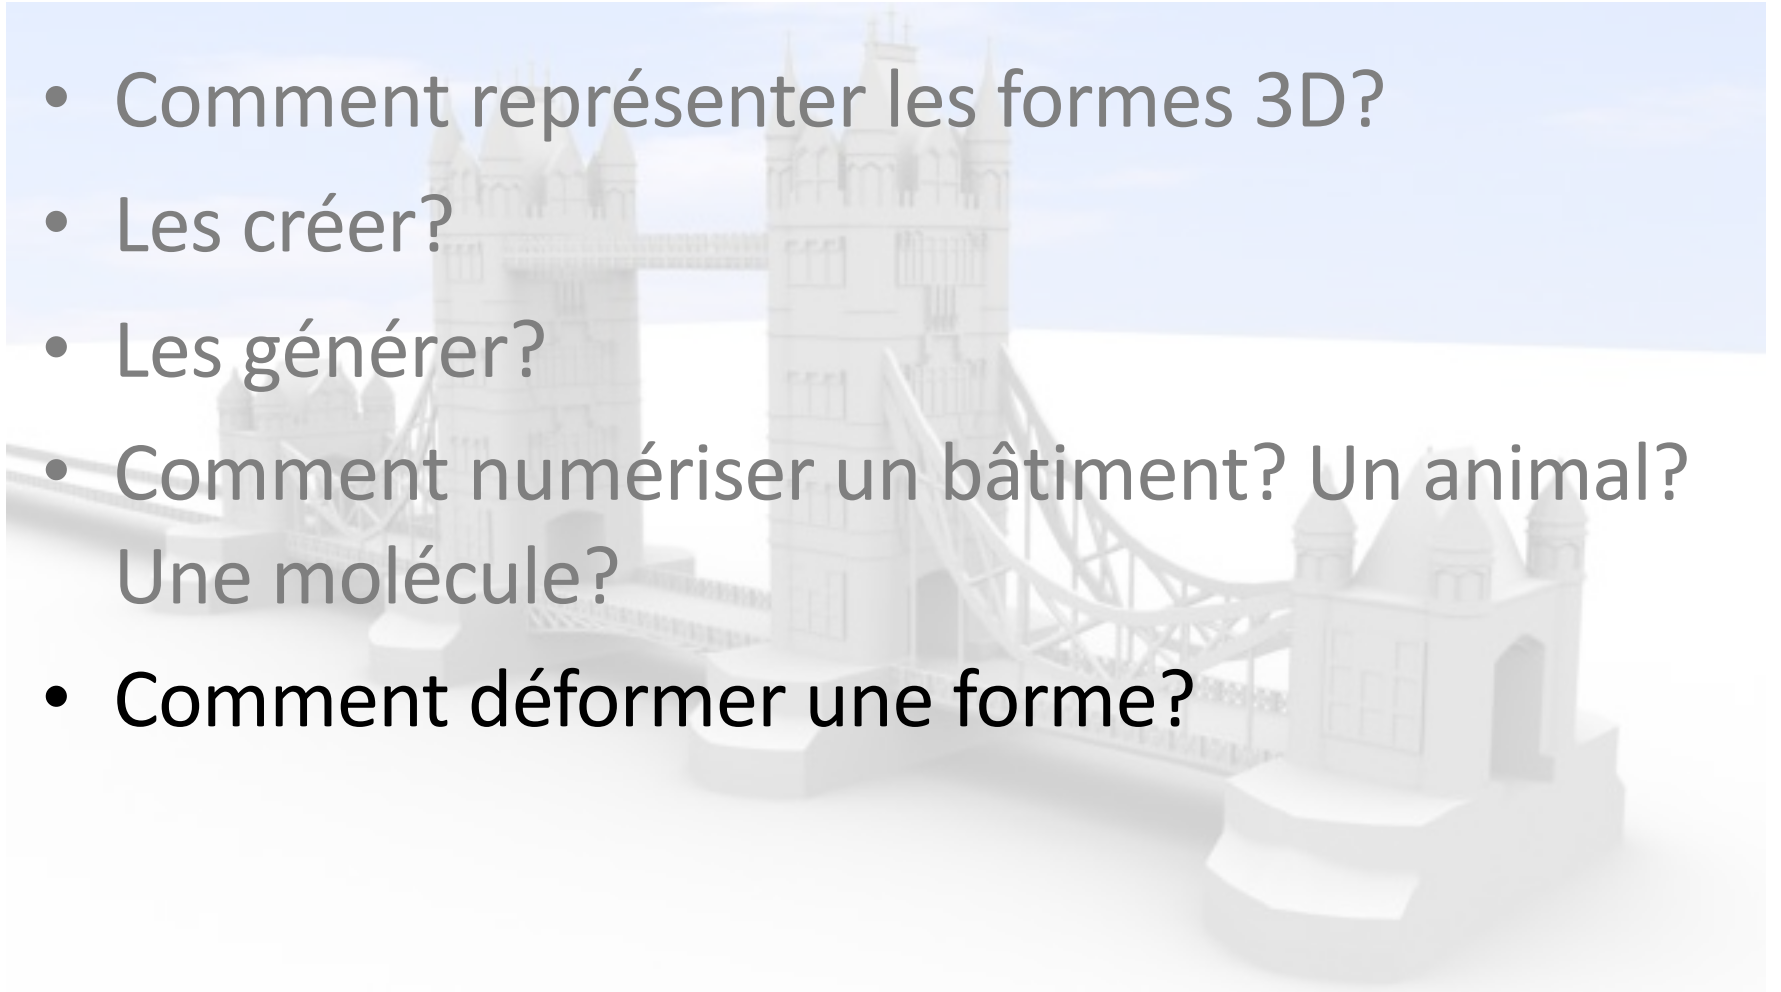 • Comment représenter les formes 3D?
• Les créer?
• Les générer?
• Comment numériser un bâtiment? Un animal?
Une molécule?
• Comment déformer une forme?